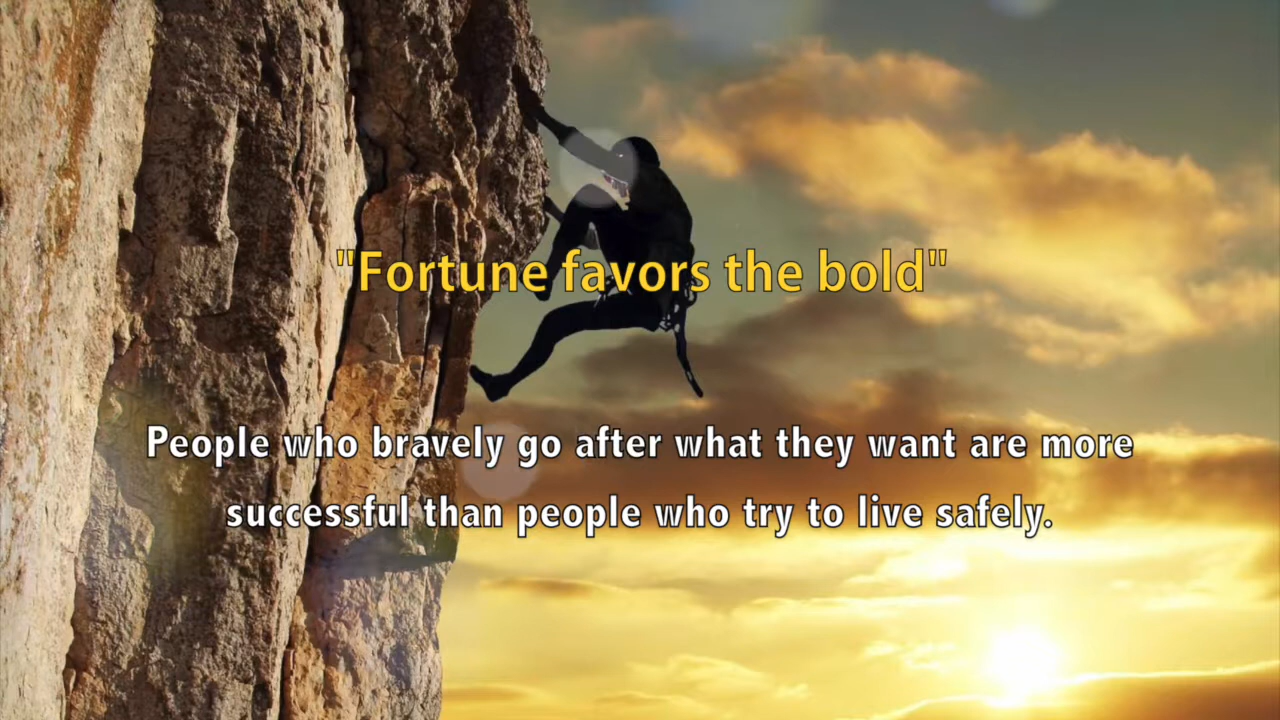 "Fortune favors the bold"
People who bravely go after what they want are more
successful than people who try to live safely.